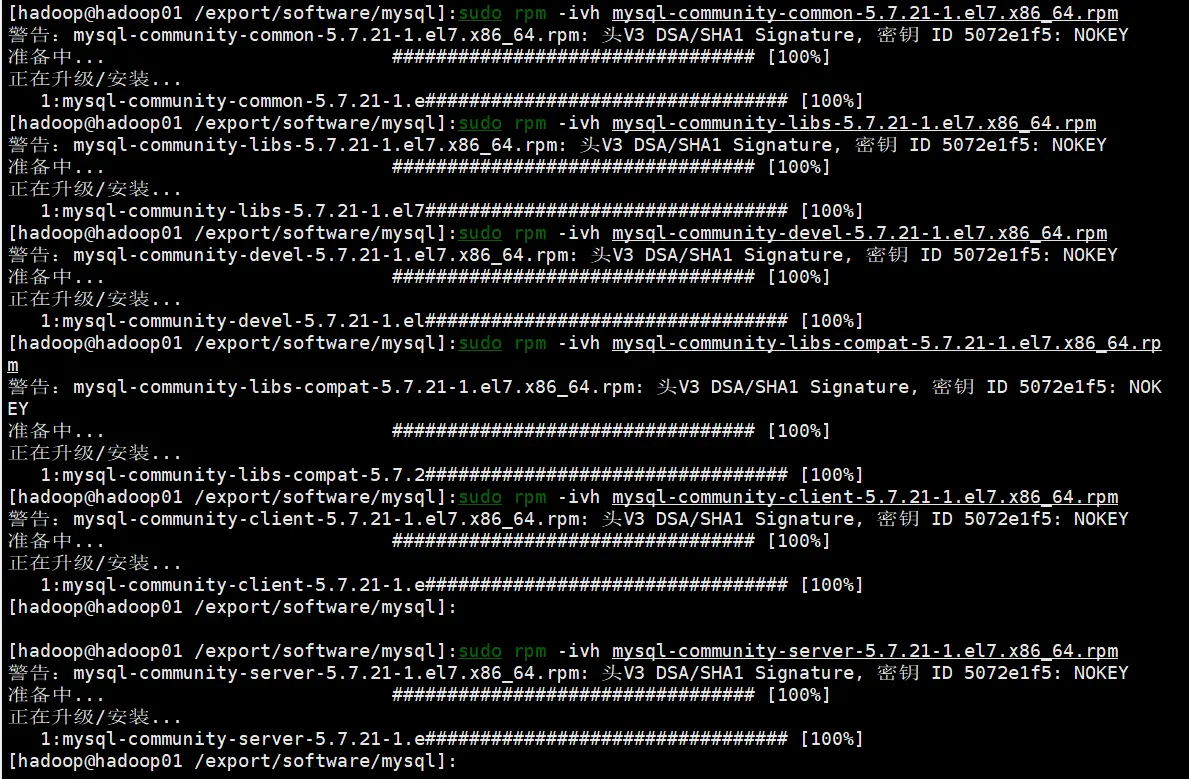 [hadoop@hadoop01 /export/software/mysql]:sudo rpm -ivh mysql-community-common-5.7.21-1.el7.x86_64.rpm
警告：mysql-community-common-5.7.21-1.el7.x86_64.rpm: 头V3 DSA/SHA1 Signature, 密钥 ID 5072e1f5: NOKEY
准备中...                          ################################# [100%]
正在升级/安装...
   1:mysql-community-common-5.7.21-1.e################################# [100%]
[hadoop@hadoop01 /export/software/mysql]:sudo rpm -ivh mysql-community-libs-5.7.21-1.el7.x86_64.rpm
警告：mysql-community-libs-5.7.21-1.el7.x86_64.rpm: 头V3 DSA/SHA1 Signature, 密钥 ID 5072e1f5: NOKEY
准备中...                          ################################# [100%]
正在升级/安装...
   1:mysql-community-libs-5.7.21-1.el7################################# [100%]
[hadoop@hadoop01 /export/software/mysql]:sudo rpm -ivh mysql-community-devel-5.7.21-1.el7.x86_64.rpm
警告：mysql-community-devel-5.7.21-1.el7.x86_64.rpm: 头V3 DSA/SHA1 Signature, 密钥 ID 5072e1f5: NOKEY
准备中...                          ################################# [100%]
正在升级/安装...
   1:mysql-community-devel-5.7.21-1.el################################# [100%]
[hadoop@hadoop01 /export/software/mysql]:sudo rpm -ivh mysql-community-libs-compat-5.7.21-1.el7.x86_64.rp
m
警告：mysql-community-libs-compat-5.7.21-1.el7.x86_64.rpm: 头V3 DSA/SHA1 Signature, 密钥 ID 5072e1f5: NOK
EY
准备中...                          ################################# [100%]
正在升级/安装...
   1:mysql-community-libs-compat-5.7.2################################# [100%]
[hadoop@hadoop01 /export/software/mysql]:sudo rpm -ivh mysql-community-client-5.7.21-1.el7.x86_64.rpm
警告：mysql-community-client-5.7.21-1.el7.x86_64.rpm: 头V3 DSA/SHA1 Signature, 密钥 ID 5072e1f5: NOKEY
准备中...                          ################################# [100%]
正在升级/安装...
   1:mysql-community-client-5.7.21-1.e################################# [100%]
[hadoop@hadoop01 /export/software/mysql]:
[hadoop@hadoop01 /export/software/mysql]:sudo rpm -ivh mysql-community-server-5.7.21-1.el7.x86_64.rpm
警告：mysql-community-server-5.7.21-1.el7.x86_64.rpm: 头V3 DSA/SHA1 Signature, 密钥 ID 5072e1f5: NOKEY
准备中...                          ################################# [100%]
正在升级/安装...
   1:mysql-community-server-5.7.21-1.e################################# [100%]
[hadoop@hadoop01 /export/software/mysql]: